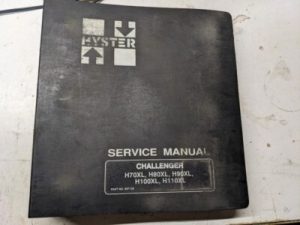 HYSTER
SERVICE MANUAL
CHALLENGER
H70XL, H80XL, H90XL,
H100XL, H110XL